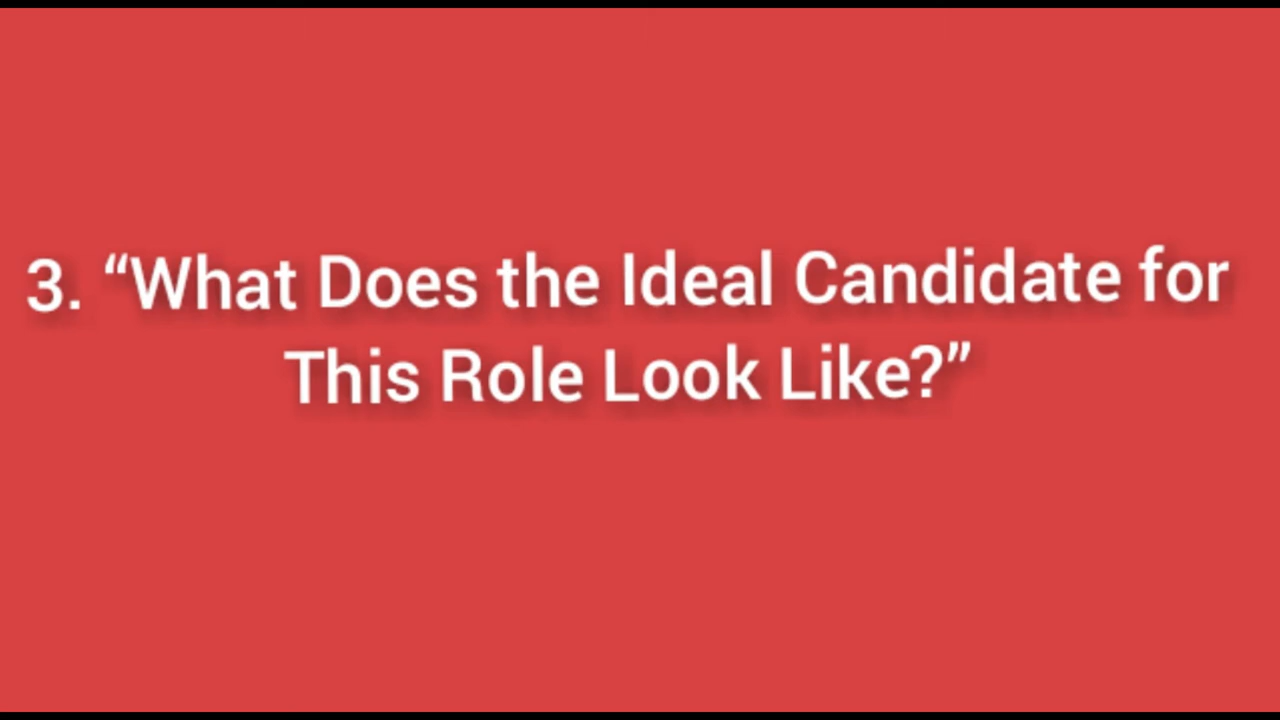 3. “What Does the Ideal Candidate for
This Role Look Like?”